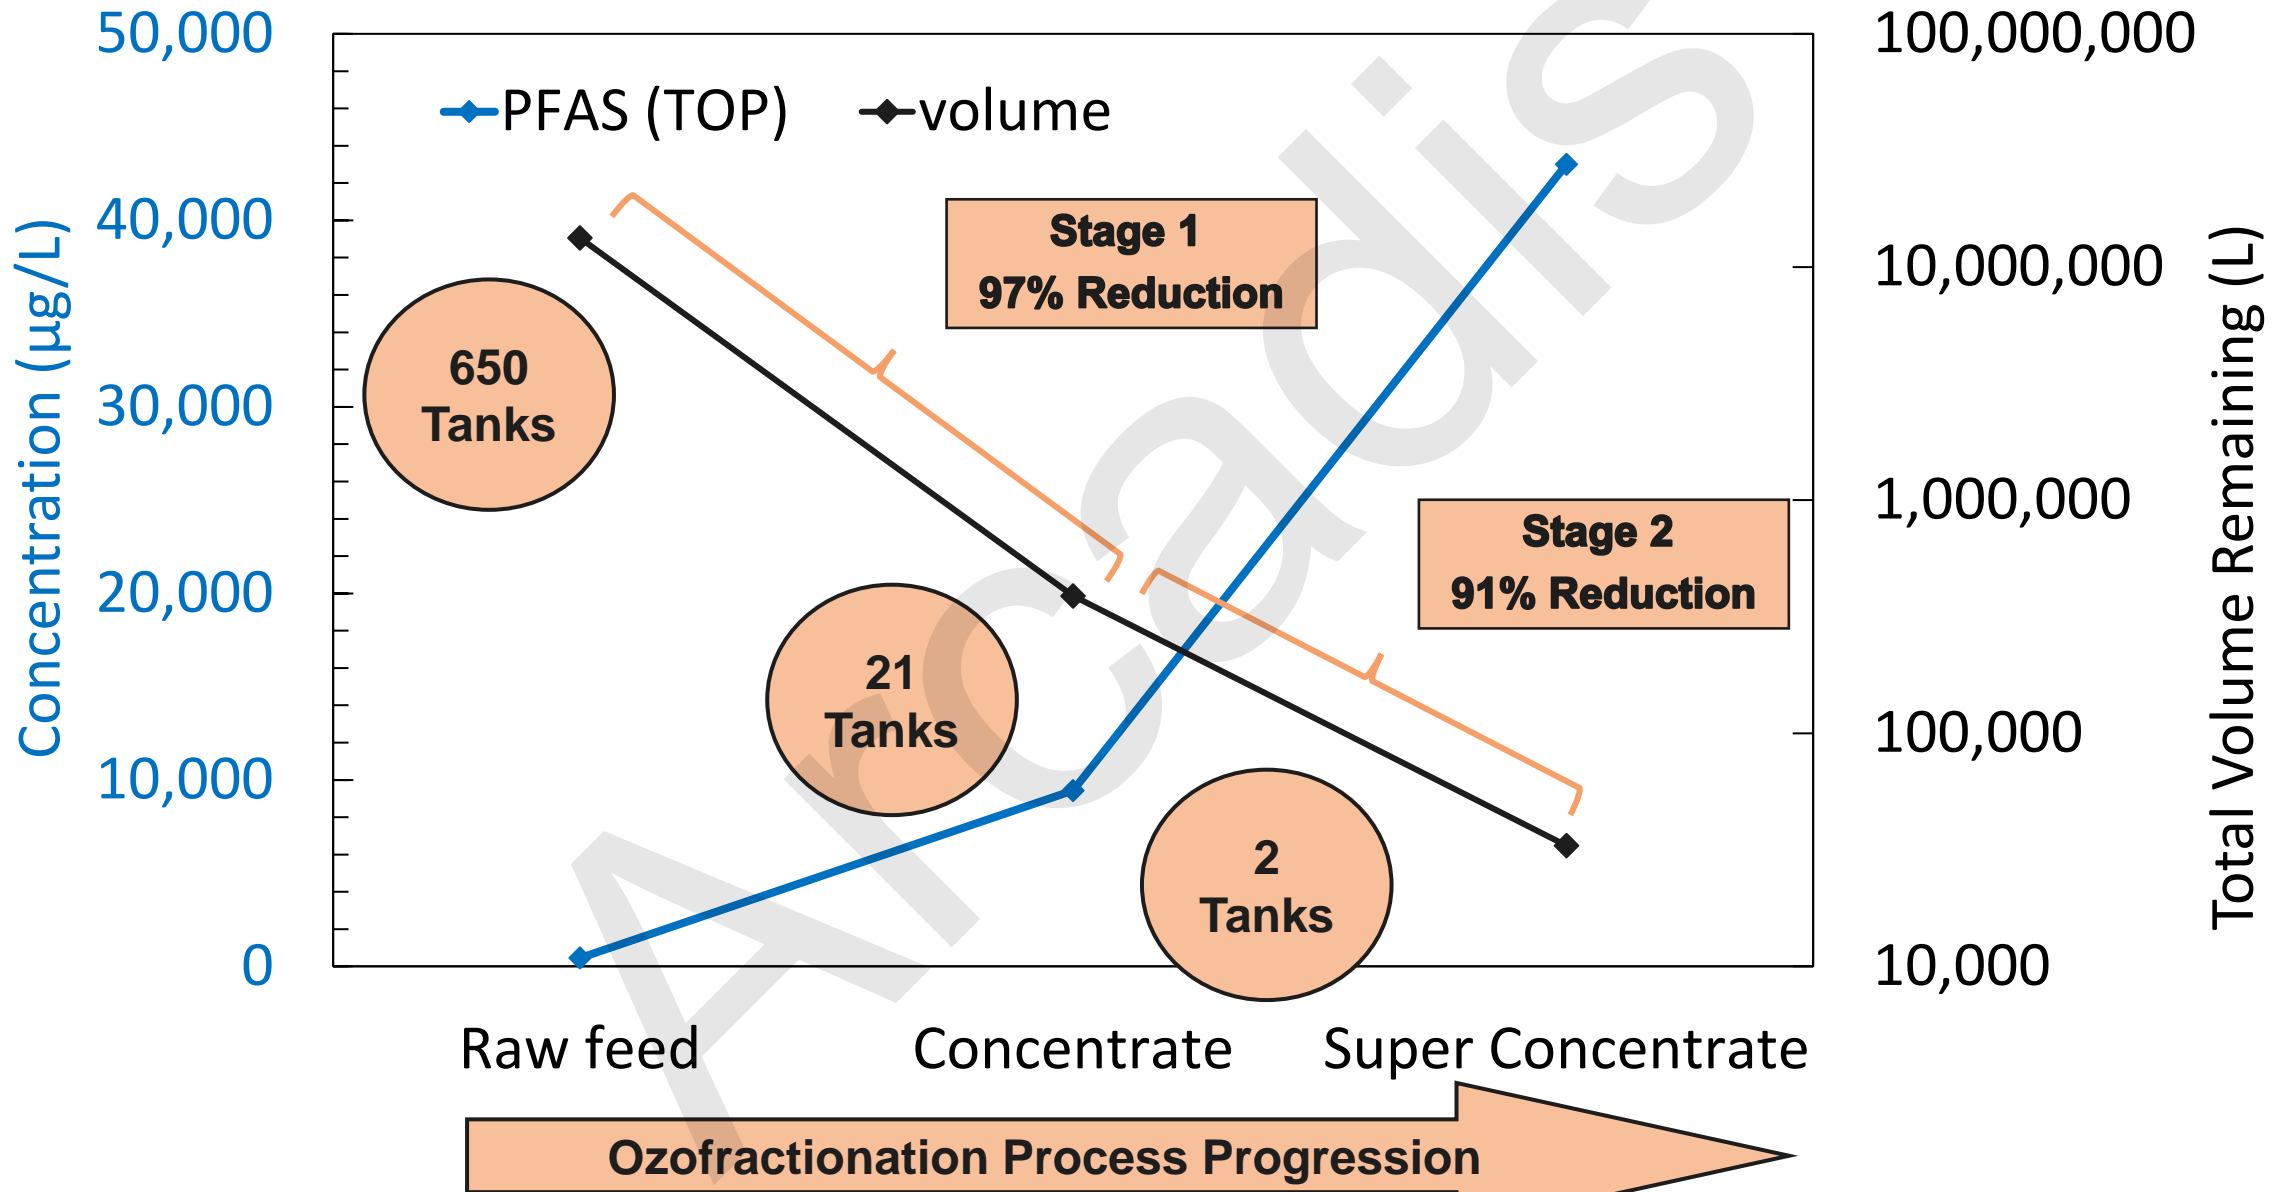 50,000
40,000
30,000
20,000
10,000
0
Concentration (µg/L)
PFAS (TOP)
volume
Stage 1
97% Reduction
650
Tanks
Stage 2
91% Reduction
21
Tanks
2
Tanks
100,000,000
10,000,000
1,000,000
100,000
10,000
Total Volume Remaining (L)
Raw feed
Concentrate
Super Concentrate
Ozofractionation Process Progression
Arcadis